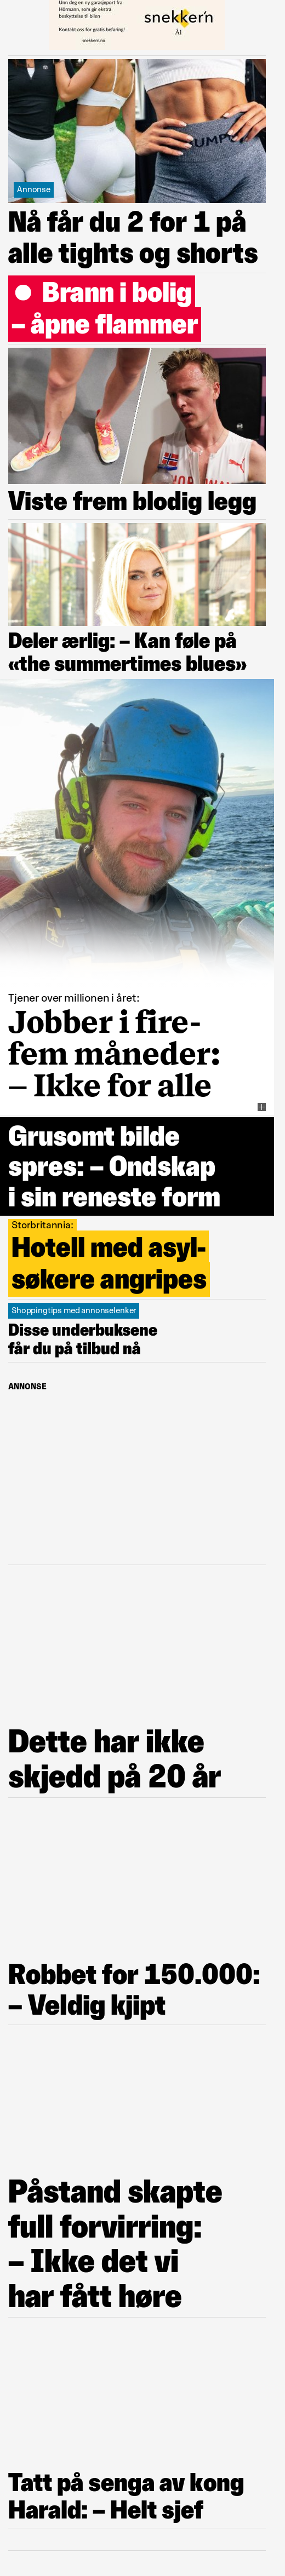 Unn deg en ny garasjeport fra
Hörmann, som gir ekstra
beskyttelse til bilen
Kontakt oss for gratis befaring!
snekkern.no
snekker'n
ÅL
Annonse
Nå får du 2 for 1 på
alle tights og shorts
Brann i bolig
– åpne flammer
Viste frem blodig legg
Deler ærlig: – Kan føle på
«the summertimes blues»
Tjener over millionen i året:
Jobber i fire-
fem måneder:
– Ikke for alle
Grusomt bilde
spres: – Ondskap
i sin reneste form
Storbritannia:
Hotell med asyl-
søkere angripes
Shoppingtips med annonselenker
Disse underbuksene
får du på tilbud nå
ANNONSE
Dette har ikke
skjedd på 20 år
Robbet for 150.000:
– Veldig kjipt
Påstand skapte
full forvirring:
– Ikke det vi
har fått høre
Tatt på senga av kong
Harald: – Helt sjef